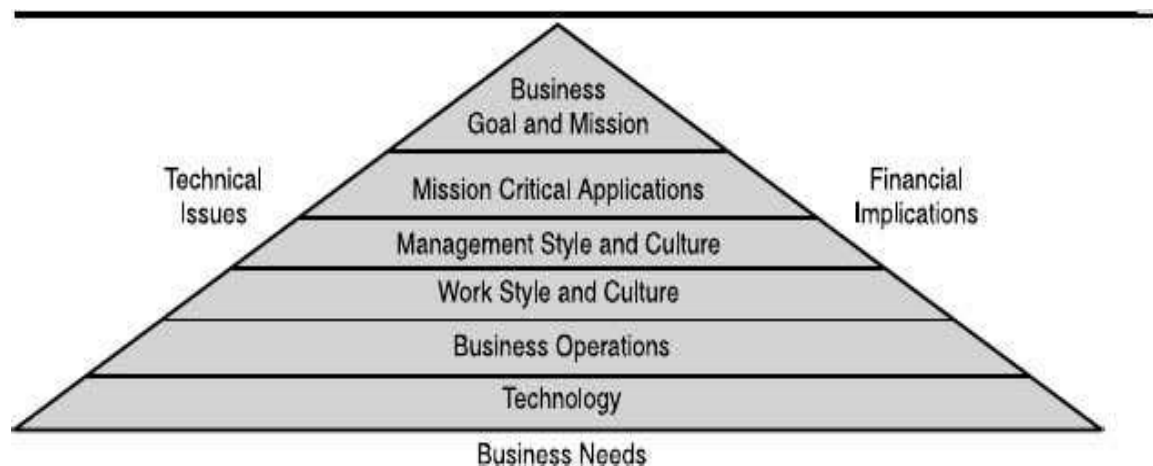 Business
Goal and Mission
Technical
Issues
Mission Critical Applications
Financial
Implications
Management Style and Culture
Work Style and Culture
Business Operations
Technology
Business Needs